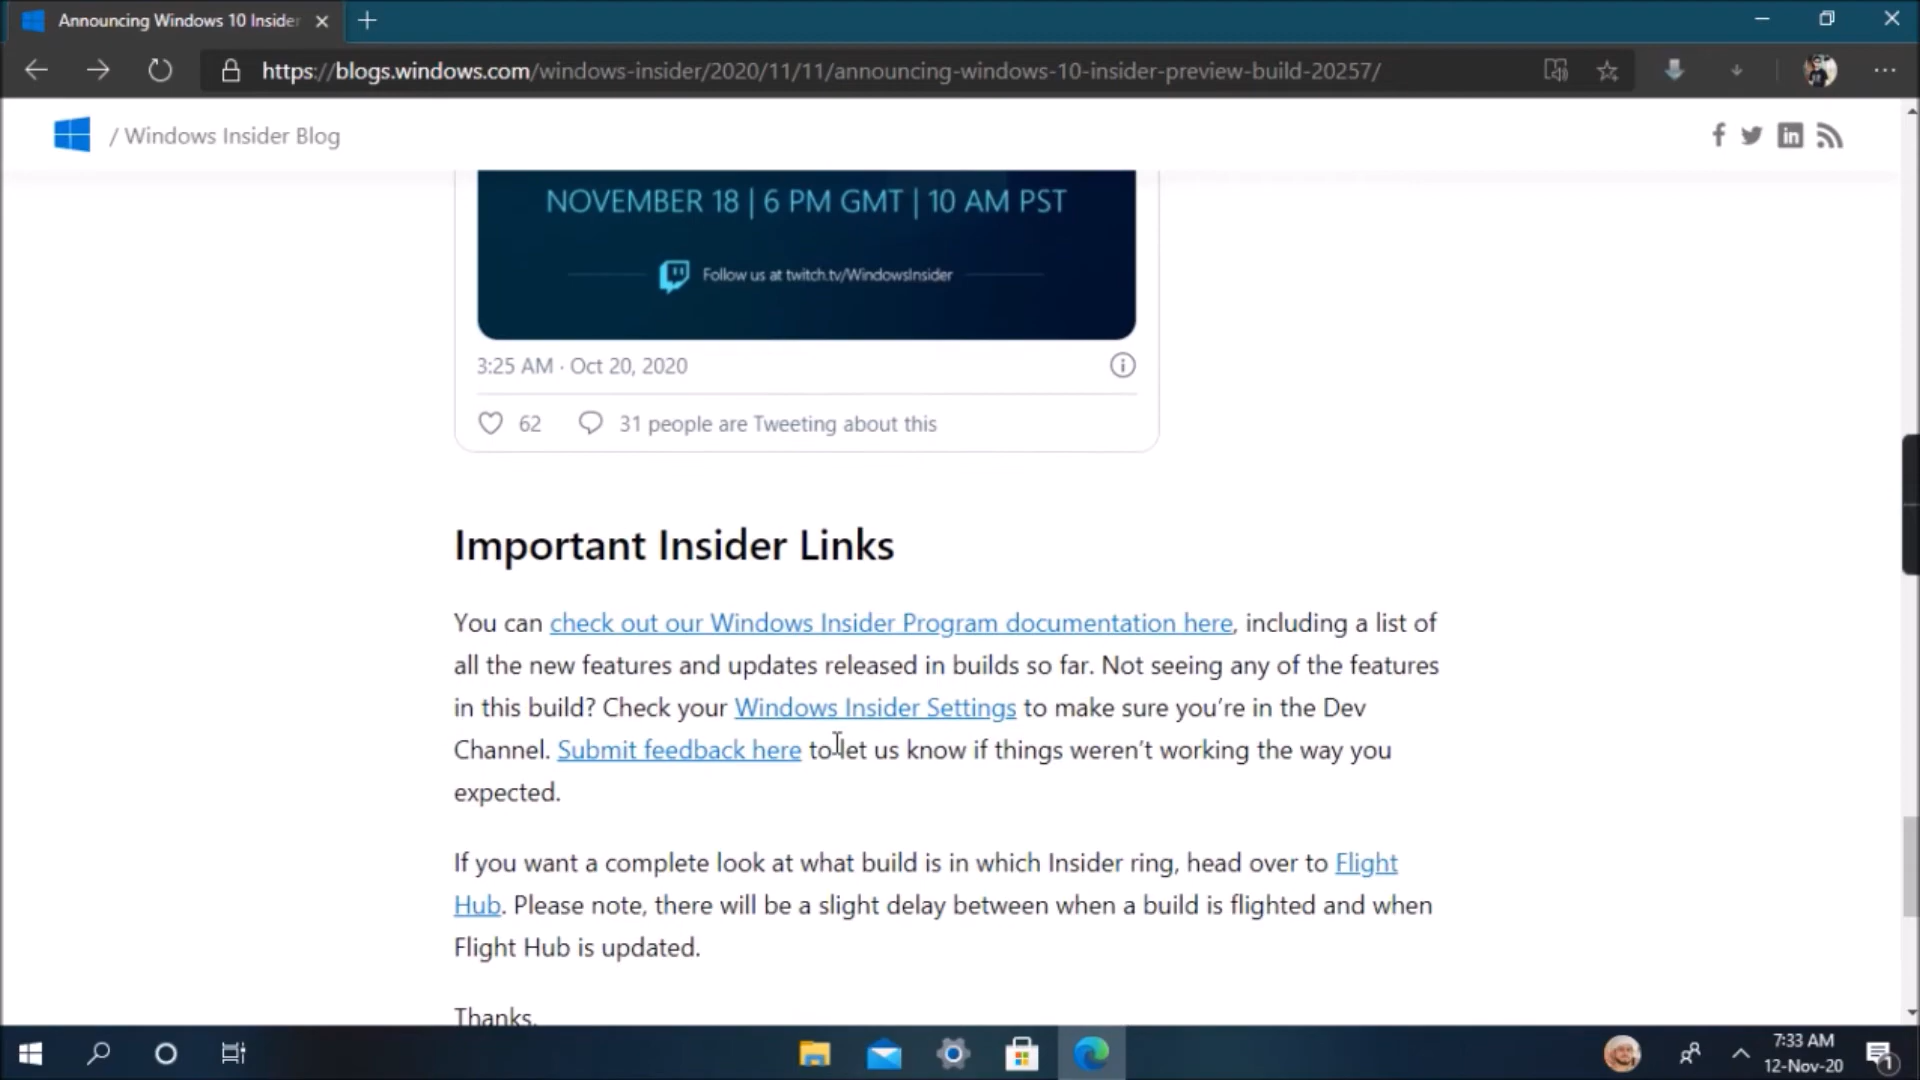 Announcing Windows 10 Insider
https://blogs.windows.com/windows-insider/2020/11/11/announcing-windows-10-insider-preview-build-20257/
/ Windows Insider Blog
NOVEMBER 18 | 6 PM GMT | 10 AM PST
Follow us at twitch.tv/WindowsInsider
3:25 AM · Oct 20, 2020
62 31 people are Tweeting about this
Important Insider Links
You can check out our Windows Insider Program documentation here, including a list of
all the new features and updates released in builds so far. Not seeing any of the features
in this build? Check your Windows Insider Settings to make sure you’re in the Dev
Channel. Submit feedback here to let us know if things weren’t working the way you
expected.
If you want a complete look at what build is in which Insider ring, head over to Flight
Hub. Please note, there will be a slight delay between when a build is flighted and when
Flight Hub is updated.
Thanks,
7:33 AM
12-Nov-20
1